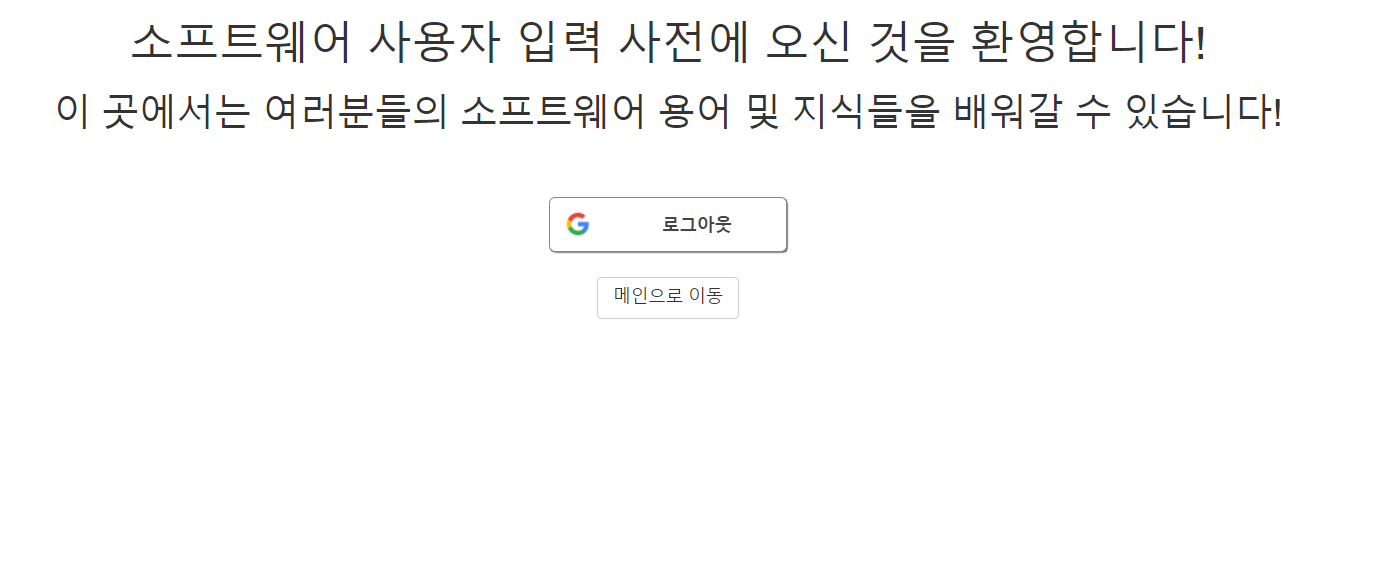 소프트웨어 사용자 입력 사전에 오신 것을 환영합니다!
이 곳에서는 여러분들의 소프트웨어 용어 및 지식들을 배워갈 수 있습니다!
로그아웃
메인으로 이동